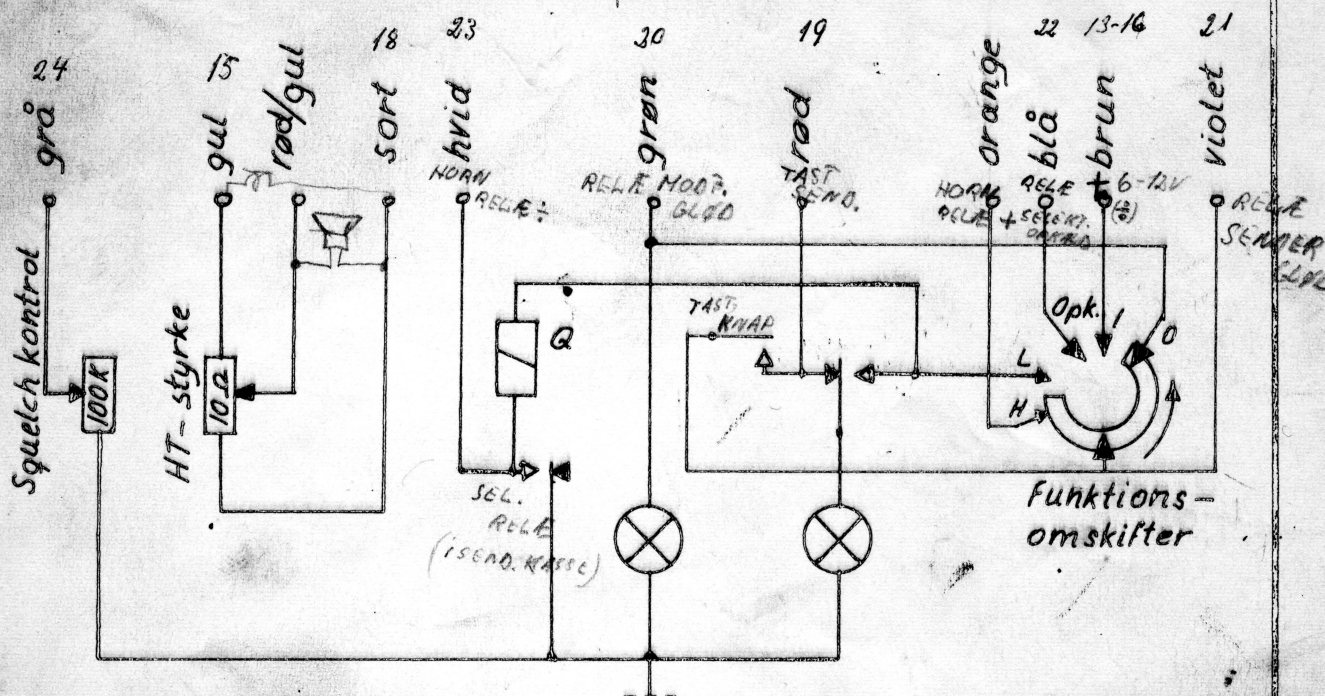 24
15
18
23
20
19
22
13-16
21
grå
gul
rød/gul
sort
hvid
grøn
rød
orange
blå
brun
violet
HORN
RELÆ ÷
RELÆ MODT.
GLØD
TAST
SEND.
HORN
RELÆ +
RELÆ
SELEKT.
+ 6-12V
(÷)
RELÆ
SENDER
GLØD
Squelch kontrol
100K
HT-styrke
10Ω
Q
TAST
KNAP
Opk.
I
O
L
H
SEL.
RELÆ
(I SEND. KASSE)
Funktions-
omskifter